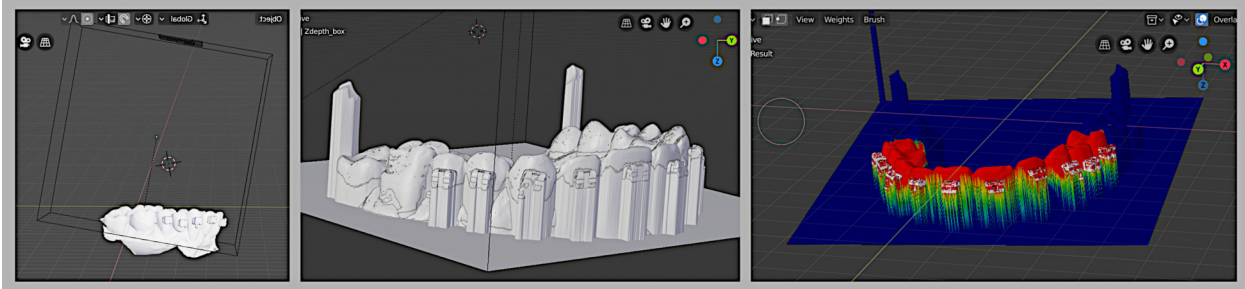 Global
Object
ive
| Zdepth_box
Y
Z
View Weights Brush
Overla
ive
Result
Y
X
Z